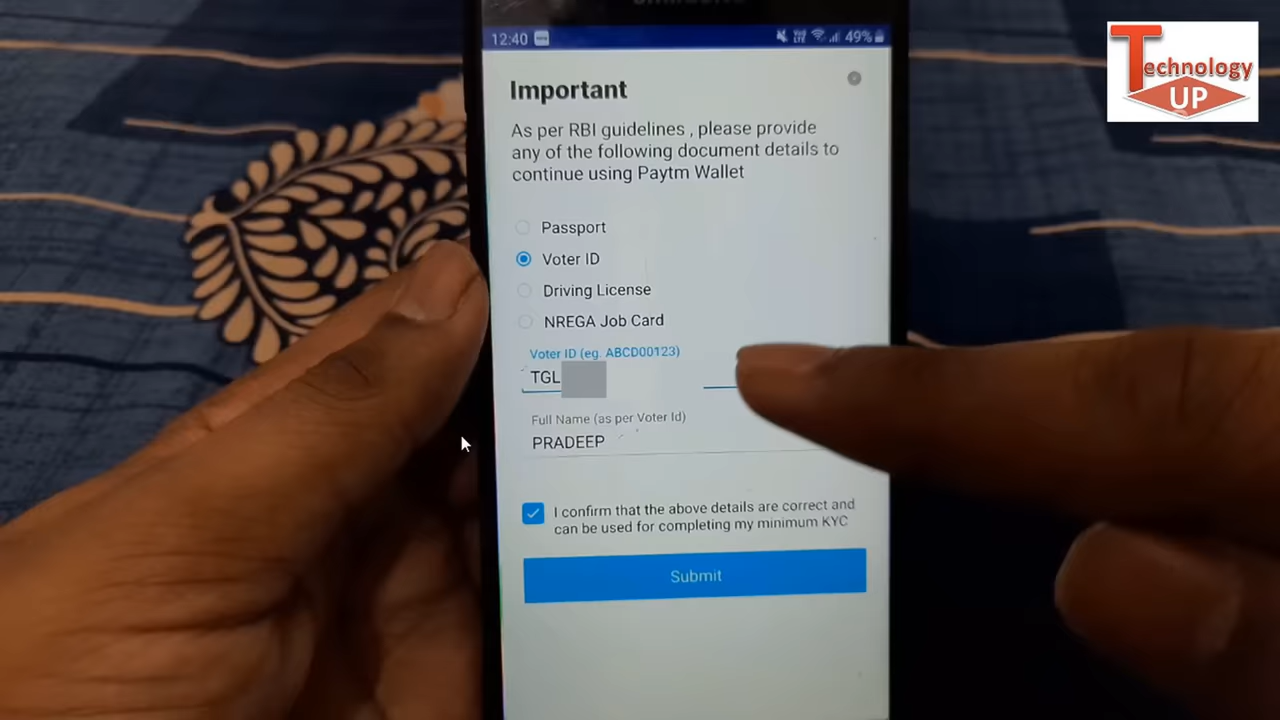 12:40
49%
Technology
UP
Important
As per RBI guidelines , please provide
any of the following document details to
continue using Paytm Wallet
Passport
Voter ID
Driving License
NREGA Job Card
Voter ID (eg. ABCD00123)
TGL
Full Name (as per Voter Id)
PRADEEP
I confirm that the above details are correct and
can be used for completing my minimum KYC
Submit